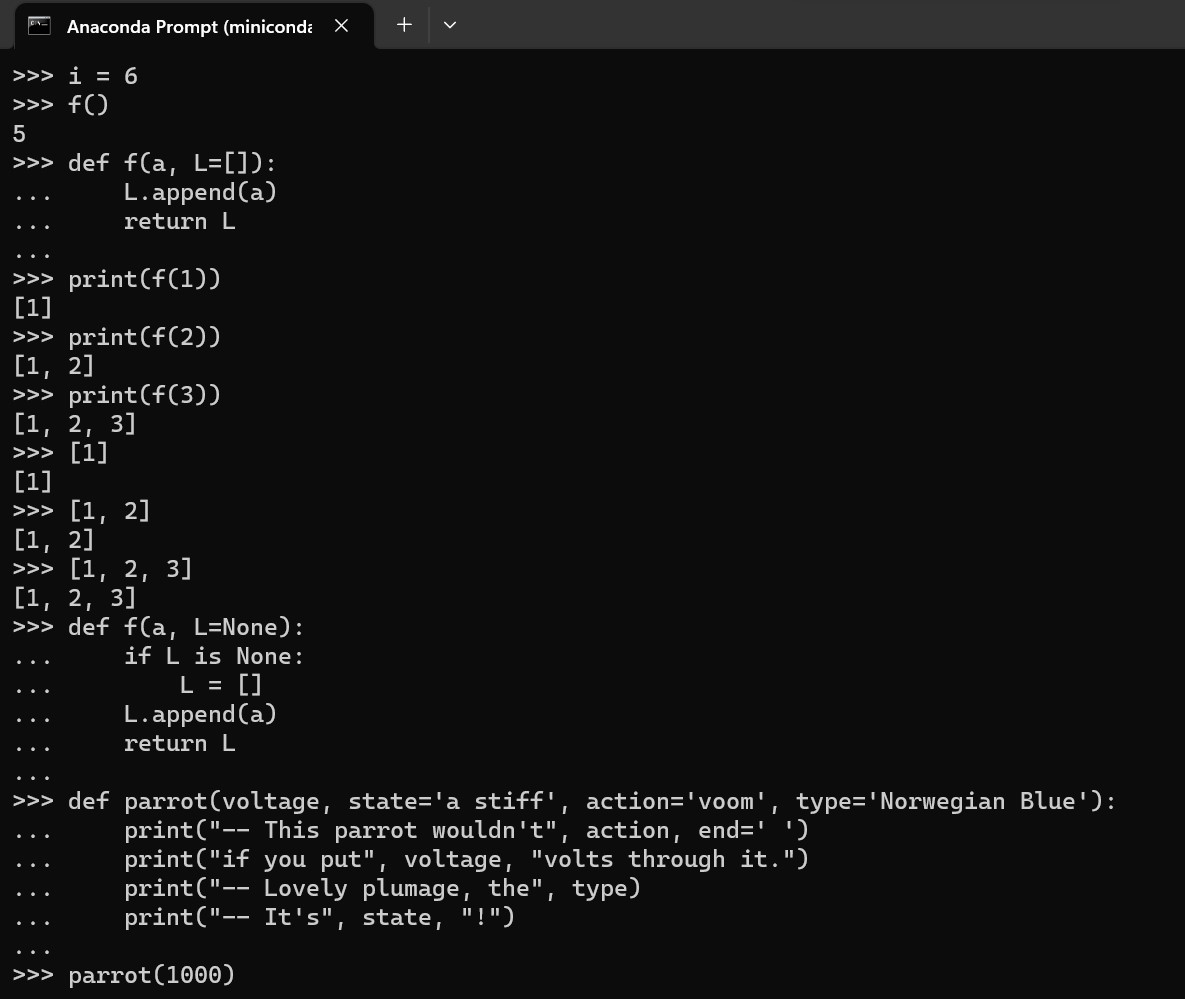 Anaconda Prompt (miniconda
>>> i = 6
>>> f()
5
>>> def f(a, L=[]):
...     L.append(a)
...     return L
...
>>> print(f(1))
[1]
>>> print(f(2))
[1, 2]
>>> print(f(3))
[1, 2, 3]
>>> [1]
[1]
>>> [1, 2]
[1, 2]
>>> [1, 2, 3]
[1, 2, 3]
>>> def f(a, L=None):
...     if L is None:
...         L = []
...     L.append(a)
...     return L
...
>>> def parrot(voltage, state='a stiff', action='voom', type='Norwegian Blue'):
...     print("-- This parrot wouldn't", action, end=' ')
...     print("if you put", voltage, "volts through it.")
...     print("-- Lovely plumage, the", type)
...     print("-- It's", state, "!")
...
>>> parrot(1000)